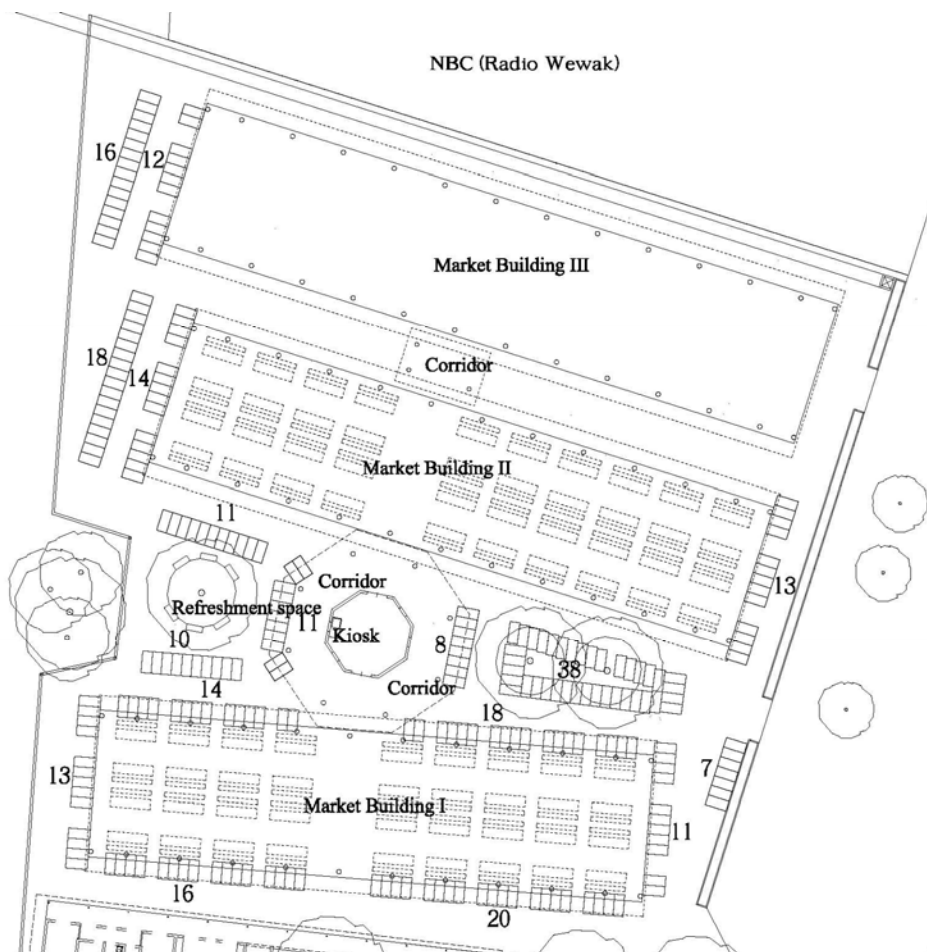 NBC (Radio Wewak)
16
12
Market Building III
18
14
Corridor
Market Building II
11
Corridor
13
Refreshment space
11
Kiosk
8
10
38
14
Corridor
18
13
7
Market Building I
11
16
20